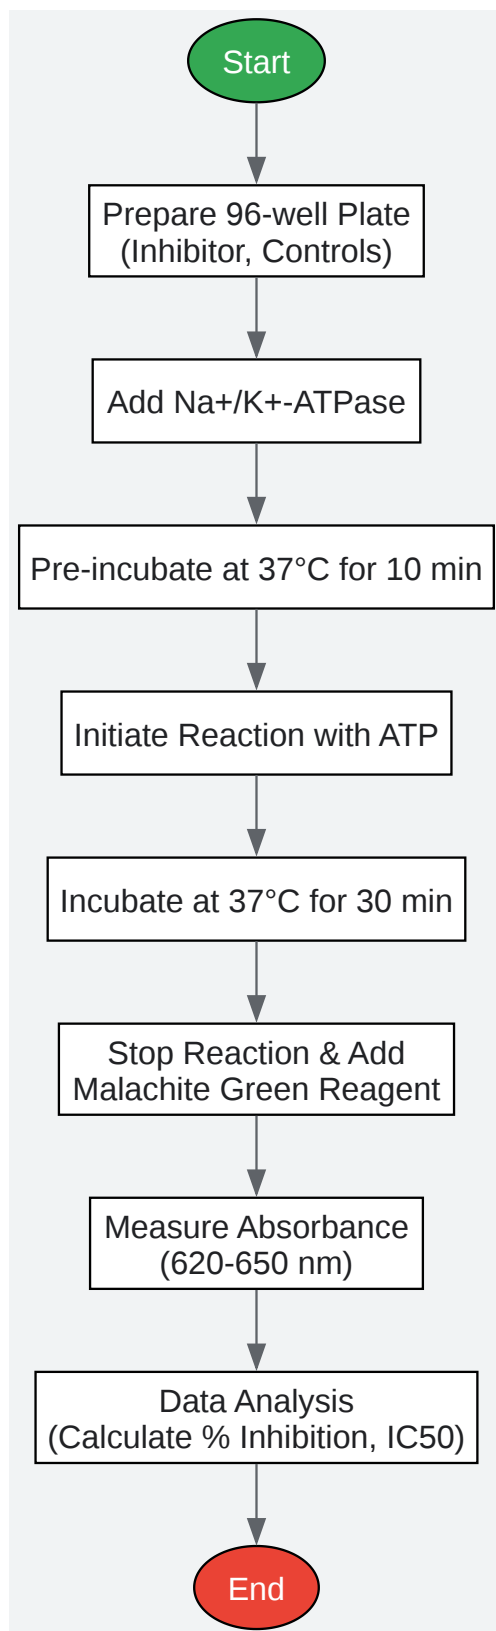 Start
Prepare 96-well Plate
(Inhibitor, Controls)
Add Na+/K+-ATPase
Pre-incubate at 37°C for 10 min
Initiate Reaction with ATP
Incubate at 37°C for 30 min
Stop Reaction & Add
Malachite Green Reagent
Measure Absorbance
(620-650 nm)
Data Analysis
(Calculate % Inhibition, IC50)
End